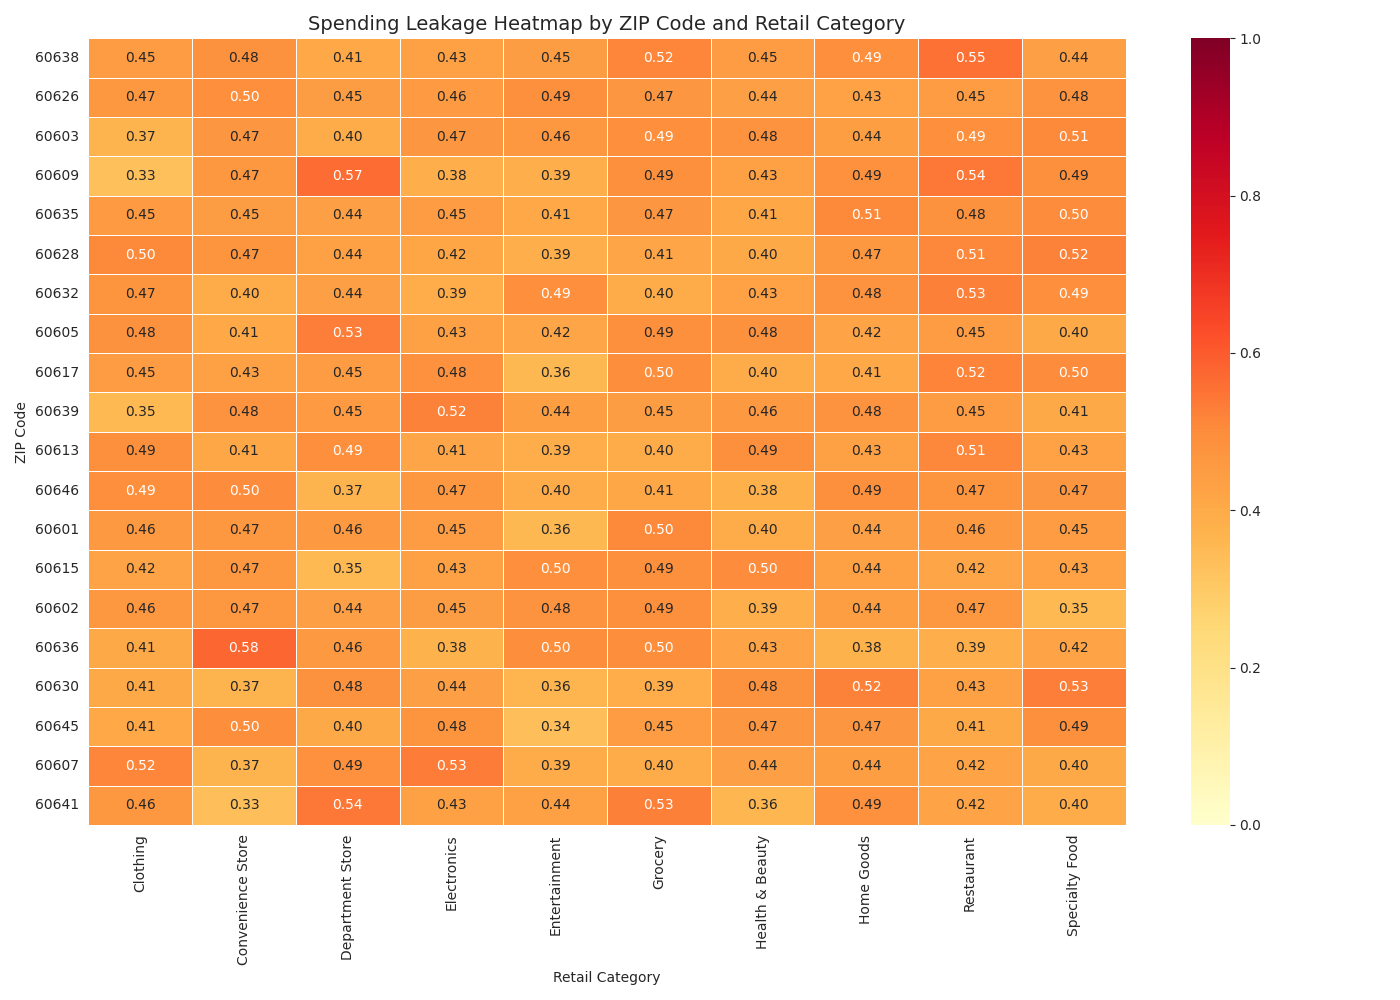 Spending Leakage Heatmap by ZIP Code and Retail Category
60638 0.45 0.48 0.41 0.43 0.45 0.52 0.45 0.49 0.55 0.44
60626 0.47 0.50 0.45 0.46 0.49 0.47 0.44 0.43 0.45 0.48
60603 0.37 0.47 0.40 0.47 0.46 0.49 0.48 0.44 0.49 0.51
60609 0.33 0.47 0.57 0.38 0.39 0.49 0.43 0.49 0.54 0.49
60635 0.45 0.45 0.44 0.45 0.41 0.47 0.41 0.51 0.48 0.50
60628 0.50 0.47 0.44 0.42 0.39 0.41 0.40 0.47 0.51 0.52
60632 0.47 0.40 0.44 0.39 0.49 0.40 0.43 0.48 0.53 0.49
60605 0.48 0.41 0.53 0.43 0.42 0.49 0.48 0.42 0.45 0.40
60617 0.45 0.43 0.45 0.48 0.36 0.50 0.40 0.41 0.52 0.50
60639 0.35 0.48 0.45 0.52 0.44 0.45 0.46 0.48 0.45 0.41
60613 0.49 0.41 0.49 0.41 0.39 0.40 0.49 0.43 0.51 0.43
60646 0.49 0.50 0.37 0.47 0.40 0.41 0.38 0.49 0.47 0.47
60601 0.46 0.47 0.46 0.45 0.36 0.50 0.40 0.44 0.46 0.45
60615 0.42 0.47 0.35 0.43 0.50 0.49 0.50 0.44 0.42 0.43
60602 0.46 0.47 0.44 0.45 0.48 0.49 0.39 0.44 0.47 0.35
60636 0.41 0.58 0.46 0.38 0.50 0.50 0.43 0.38 0.39 0.42
60630 0.41 0.37 0.48 0.44 0.36 0.39 0.48 0.52 0.43 0.53
60645 0.41 0.50 0.40 0.48 0.34 0.45 0.47 0.47 0.41 0.49
60607 0.52 0.37 0.49 0.53 0.39 0.40 0.44 0.44 0.42 0.40
60641 0.46 0.33 0.54 0.43 0.44 0.53 0.36 0.49 0.42 0.40
ZIP Code
Clothing
Convenience Store
Department Store
Electronics
Entertainment
Grocery
Health & Beauty
Home Goods
Restaurant
Specialty Food
Retail Category
1.0
0.8
0.6
0.4
0.2
0.0